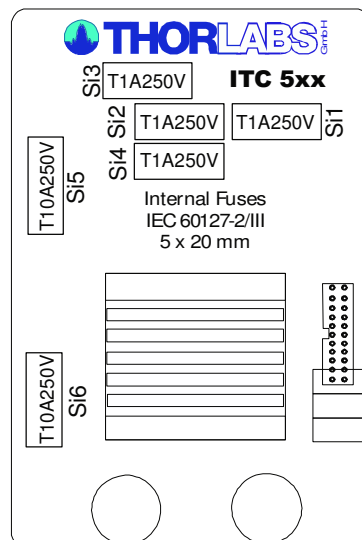 THORLABS GmbH
ITC 5xx
Si3 T1A250V
Si2 T1A250V T1A250V Si1
Si4 T1A250V
T10A250V Si5
Internal Fuses
IEC 60127-2/III
5 x 20 mm
T10A250V Si6